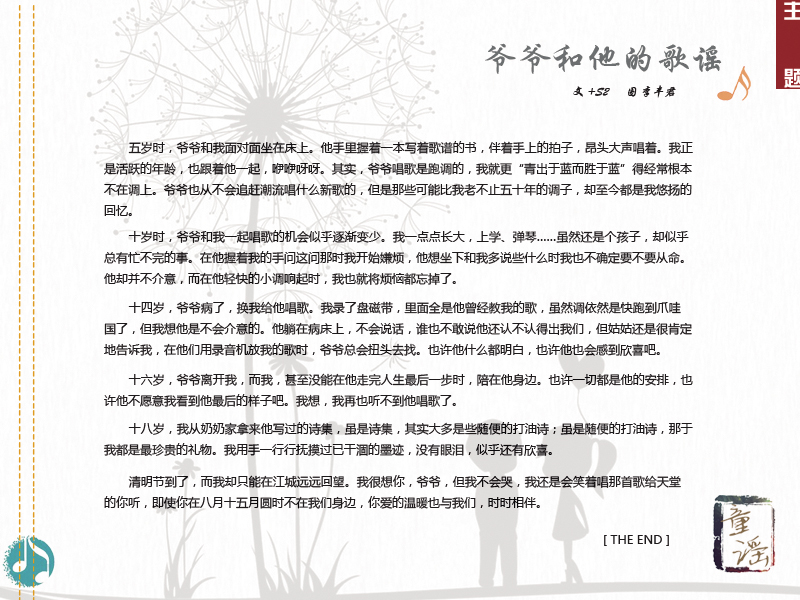 主
题
爷爷和他的歌谣
文+S2 图 李半君
五岁时，爷爷和我面对面坐在床上。他手里握着一本写着歌谱的书，伴着手上的拍子，昂头大声唱着。我正
是活跃的年龄，也跟着他一起，咿咿呀呀。其实，爷爷唱歌是跑调的，我就更“青出于蓝而胜于蓝”得经常根本
不在调上。爷爷也从不会追赶潮流唱什么新歌的，但是那些可能比我老不止五十年的调子，却至今都是我悠扬的
回忆。
十岁时，爷爷和我一起唱歌的机会似乎逐渐变少。我一点点长大，上学、弹琴……虽然还是个孩子，却似乎
总有忙不完的事。在他握着我的手问这问那时我开始嫌烦，他想坐下和我多说些什么时我也不确定要不要从命。
他却并不介意，而在他轻快的小调响起时，我也就将烦恼都忘掉了。
十四岁，爷爷病了，换我给他唱歌。我录了盘磁带，里面全是他曾经教我的歌，虽然调依然是快跑到爪哇
国了，但我想他是不会介意的。他躺在病床上，不会说话，谁也不敢说他还认不认得出我们，但姑姑还是很肯定
地告诉我，在他们用录音机放我的歌时，爷爷总会扭头去找。也许他什么都明白，也许他也会感到欣喜吧。
十六岁，爷爷离开我，而我，甚至没能在他走完人生最后一步时，陪在他身边。也许一切都是他的安排，也
许他不愿意我看到他最后的样子吧。我想，我再也听不到他唱歌了。
十八岁，我从奶奶家拿来他写过的诗集，虽是诗集，其实大多是些随便的打油诗；虽是随便的打油诗，那于
我都是最珍贵的礼物。我用手一行行抚摸过已干涸的墨迹，没有眼泪，似乎还有欣喜。
清明节到了，而我却只能在江城远远回望。我很想你，爷爷，但我不会哭，我还是会笑着唱那首歌给天堂
的你听，即使你在八月十五月圆时不在我们身边，你爱的温暖也与我们，时时相伴。
[ THE END ]
童
谣